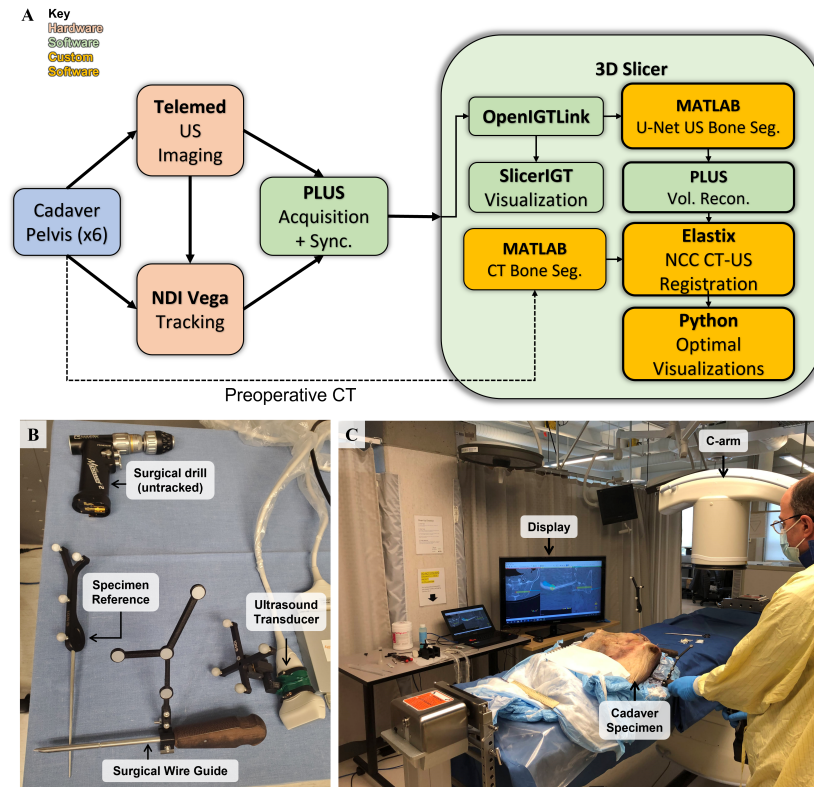 A
Key
Hardware
Software
Custom
Software
Cadaver
Pelvis (x6)
Telemed
US
Imaging
NDI Vega
Tracking
PLUS
Acquisition
+ Sync.
Preoperative CT
3D Slicer
OpenIGTLink
SlicerIGT
Visualization
MATLAB
CT Bone Seg.
MATLAB
U-Net US Bone Seg.
PLUS
Vol. Recon.
Elastix
NCC CT-US
Registration
Python
Optimal
Visualizations
B
Surgical drill
(untracked)
Specimen
Reference
Ultrasound
Transducer
Surgical Wire Guide
C
C-arm
Display
Cadaver
Specimen